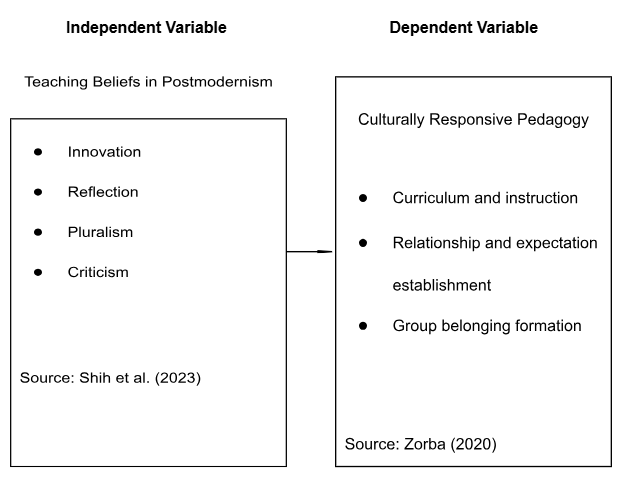 Independent Variable
Teaching Beliefs in Postmodernism
● Innovation
● Reflection
● Pluralism
● Criticism
Source: Shih et al. (2023)
Dependent Variable
Culturally Responsive Pedagogy
● Curriculum and instruction
● Relationship and expectation
establishment
● Group belonging formation
Source: Zorba (2020)